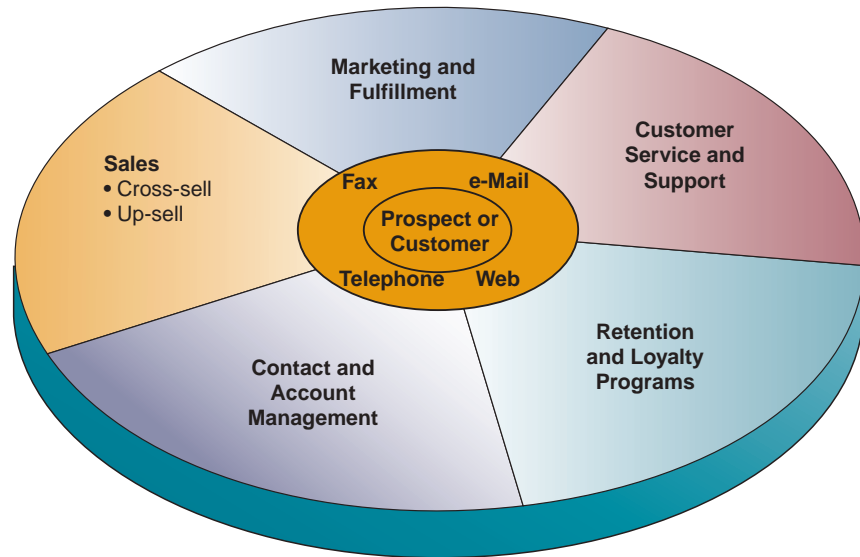 Marketing and
Fulfillment
Customer
Service and
Support
Sales
• Cross-sell
• Up-sell
Fax
e-Mail
Prospect or
Customer
Telephone
Web
Retention
and Loyalty
Programs
Contact and
Account
Management